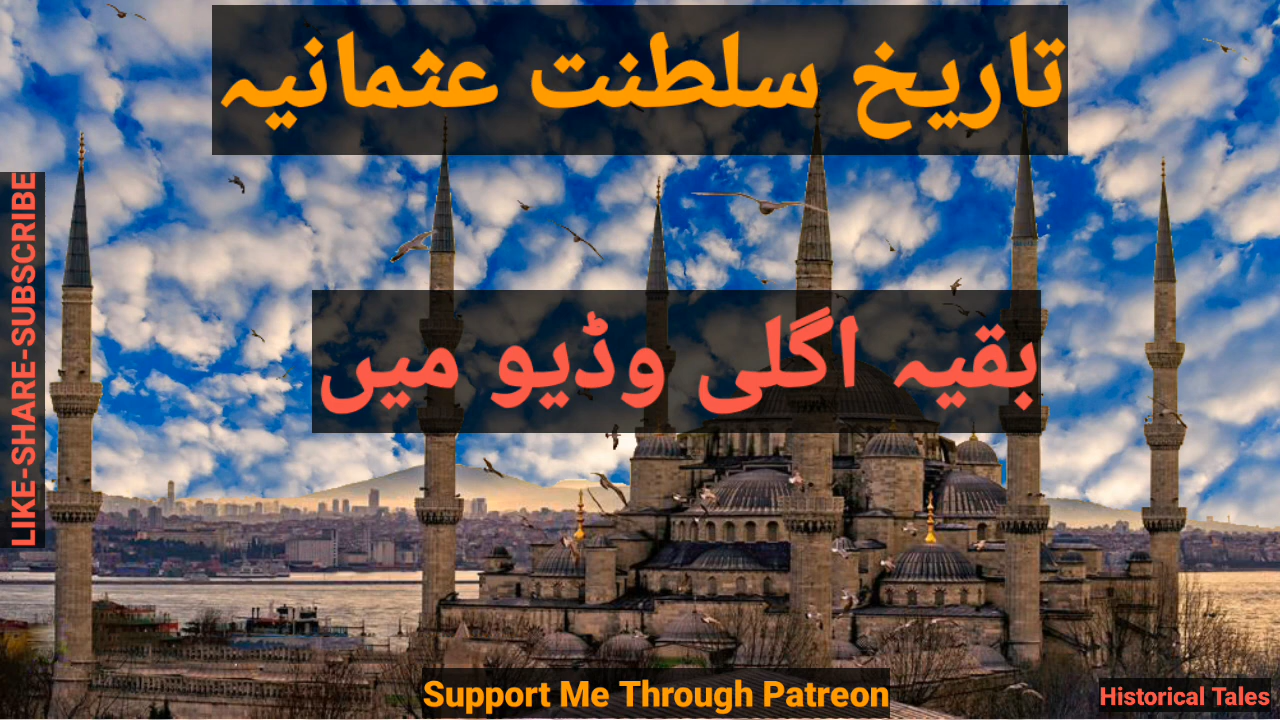 تاریخ سلطنت عثمانیہ
بقیہ اگلی وڈیو میں
LIKE-SHARE-SUBSCRIBE
Support Me Through Patreon
Historical Tales